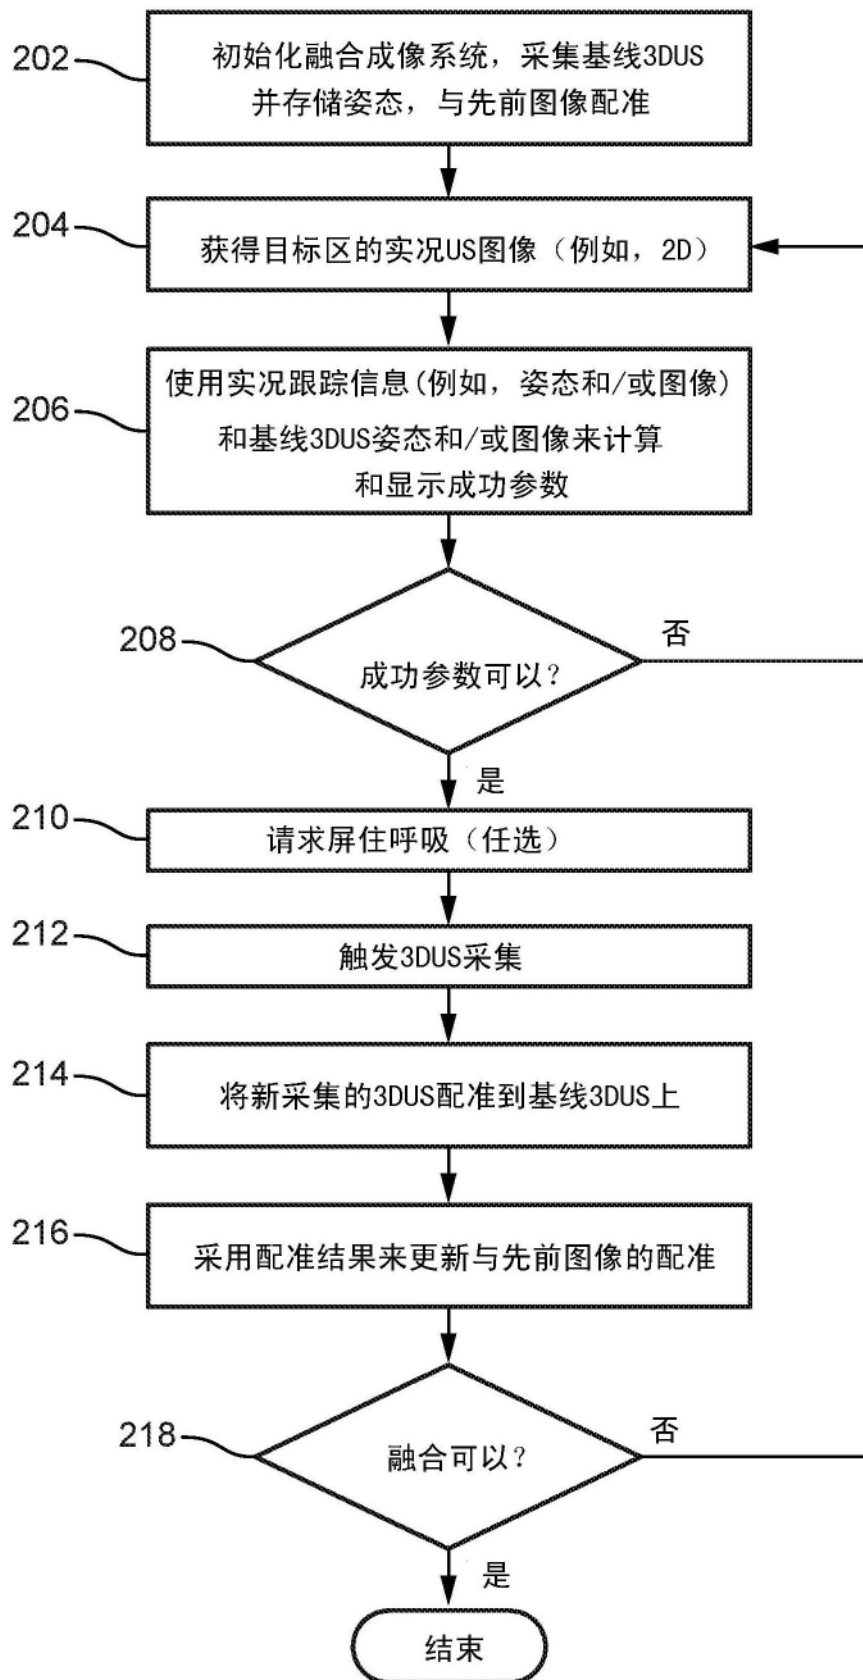 202
初始化融合成像系统，采集基线3DUS
并存储姿态，与先前图像配准
204
获得目标区的实况US图像（例如，2D）
206
使用实况跟踪信息(例如，姿态和/或图像)
和基线3DUS姿态和/或图像来计算
和显示成功参数
208
成功参数可以？
否
是
210
请求屏住呼吸（任选）
212
触发3DUS采集
214
将新采集的3DUS配准到基线3DUS上
216
采用配准结果来更新与先前图像的配准
218
融合可以？
否
是
结束